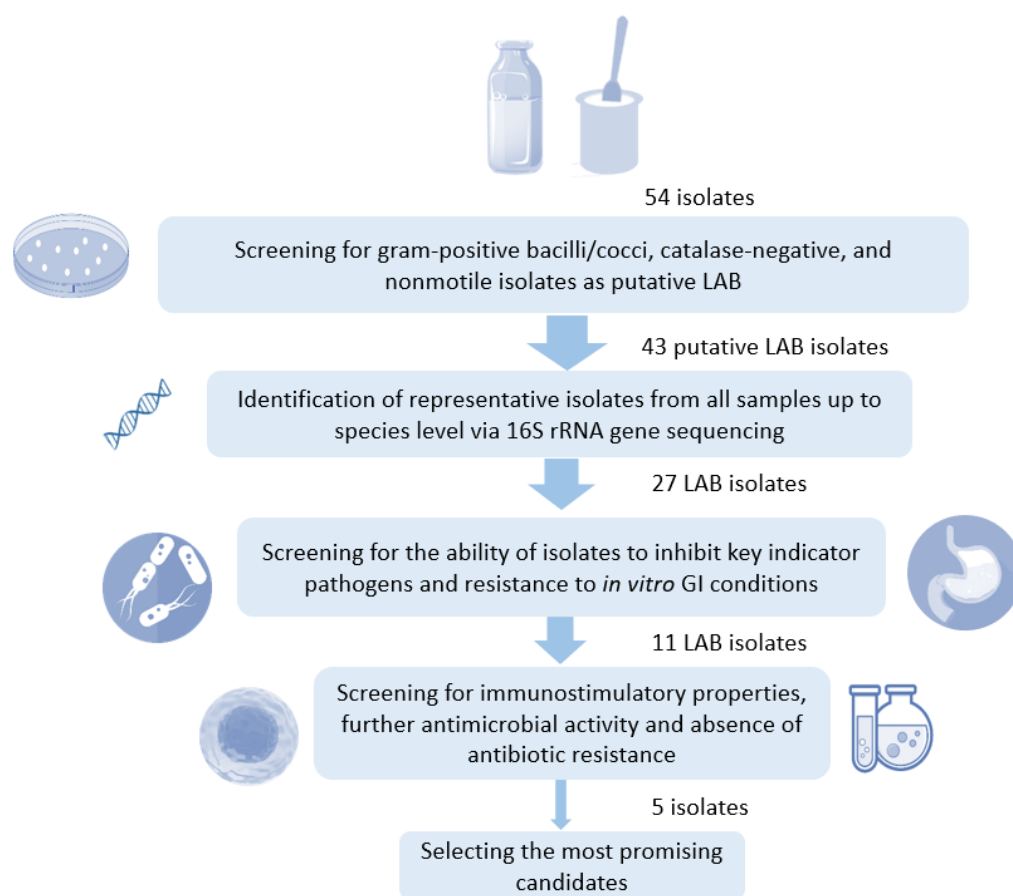 54 isolates
Screening for gram-positive bacilli/cocci, catalase-negative, and
nonmotile isolates as putative LAB
43 putative LAB isolates
Identification of representative isolates from all samples up to
species level via 16S rRNA gene sequencing
27 LAB isolates
Screening for the ability of isolates to inhibit key indicator
pathogens and resistance to in vitro GI conditions
11 LAB isolates
Screening for immunostimulatory properties,
further antimicrobial activity and absence of
antibiotic resistance
5 isolates
Selecting the most promising
candidates